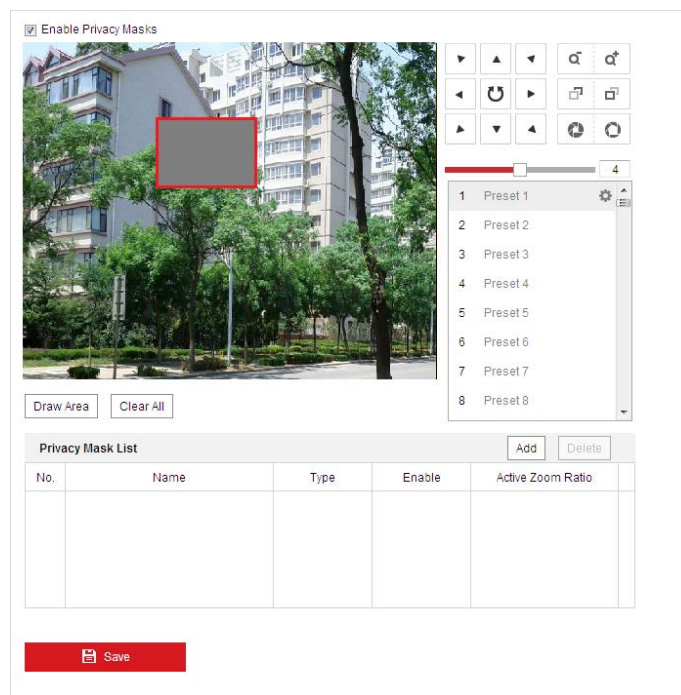 Enable Privacy Masks
4
1 Preset 1
2 Preset 2
3 Preset 3
4 Preset 4
5 Preset 5
6 Preset 6
7 Preset 7
8 Preset 8
Draw Area Clear All
Privacy Mask List Add Delete
No. Name Type Enable Active Zoom Ratio
Save